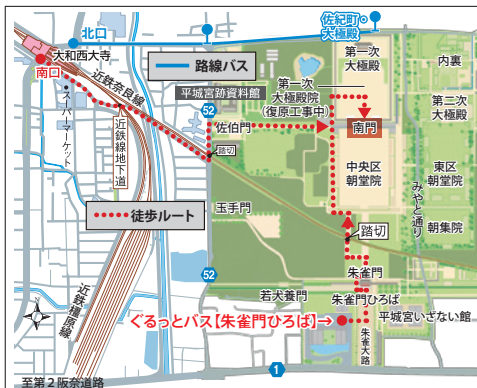 北口
佐紀町・
大極殿
大和西大寺
南口
近鉄奈良線
路線バス
平城宮跡資料館
52
第一次
大極殿
内裏
第一次
大極殿院
(復原工事中)
南門
第二次
大極殿
スーパーマーケット
近鉄線地下道
佐伯門
踏切
中央区
朝堂院
東区
朝堂院
みやと通り
徒歩ルート
玉手門
踏切
朝集院
52
朱雀門
近鉄橿原線
若犬養門
朱雀門ひろば
平城宮いざない館
ぐるっとバス【朱雀門ひろば】→
朱雀大路
1
至第2阪奈道路